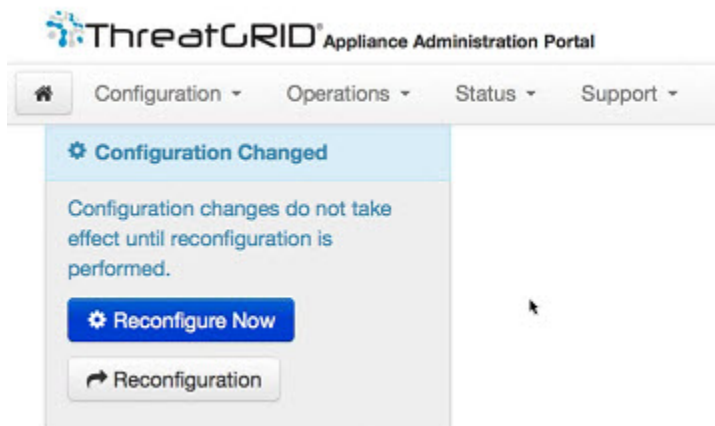 ThreatGRID® Appliance Administration Portal
Configuration Operations Status Support
Configuration Changed
Configuration changes do not take
effect until reconfiguration is
performed.
Reconfigure Now
Reconfiguration